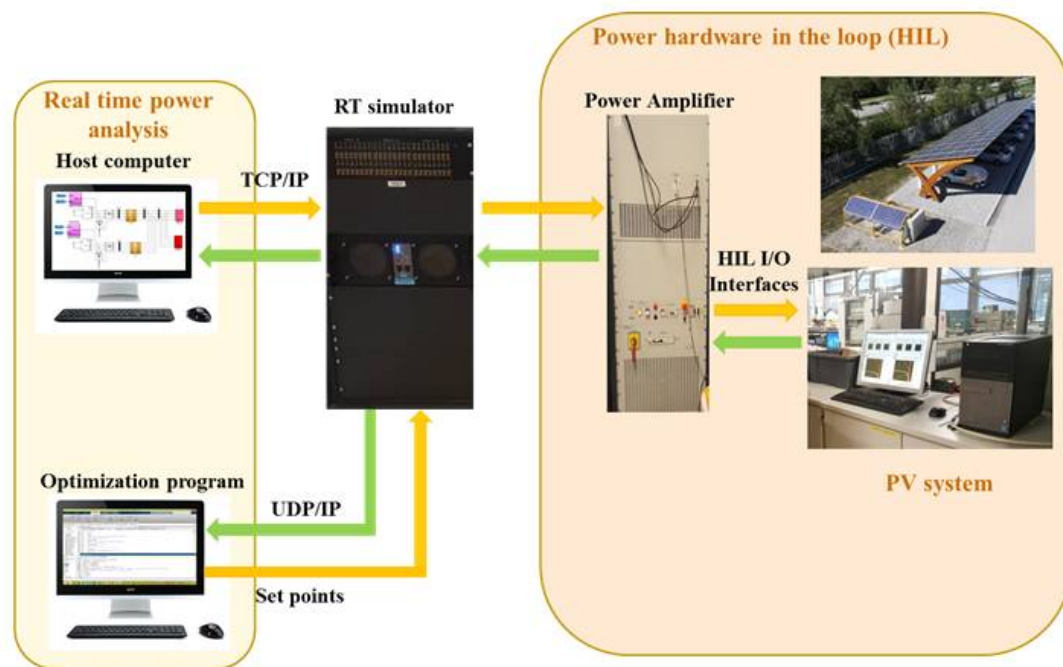 Power hardware in the loop (HIL)
Real time power
analysis
RT simulator
Power Amplifier
Host computer
TCP/IP
HIL I/O
Interfaces
Optimization program
UDP/IP
PV system
Set points